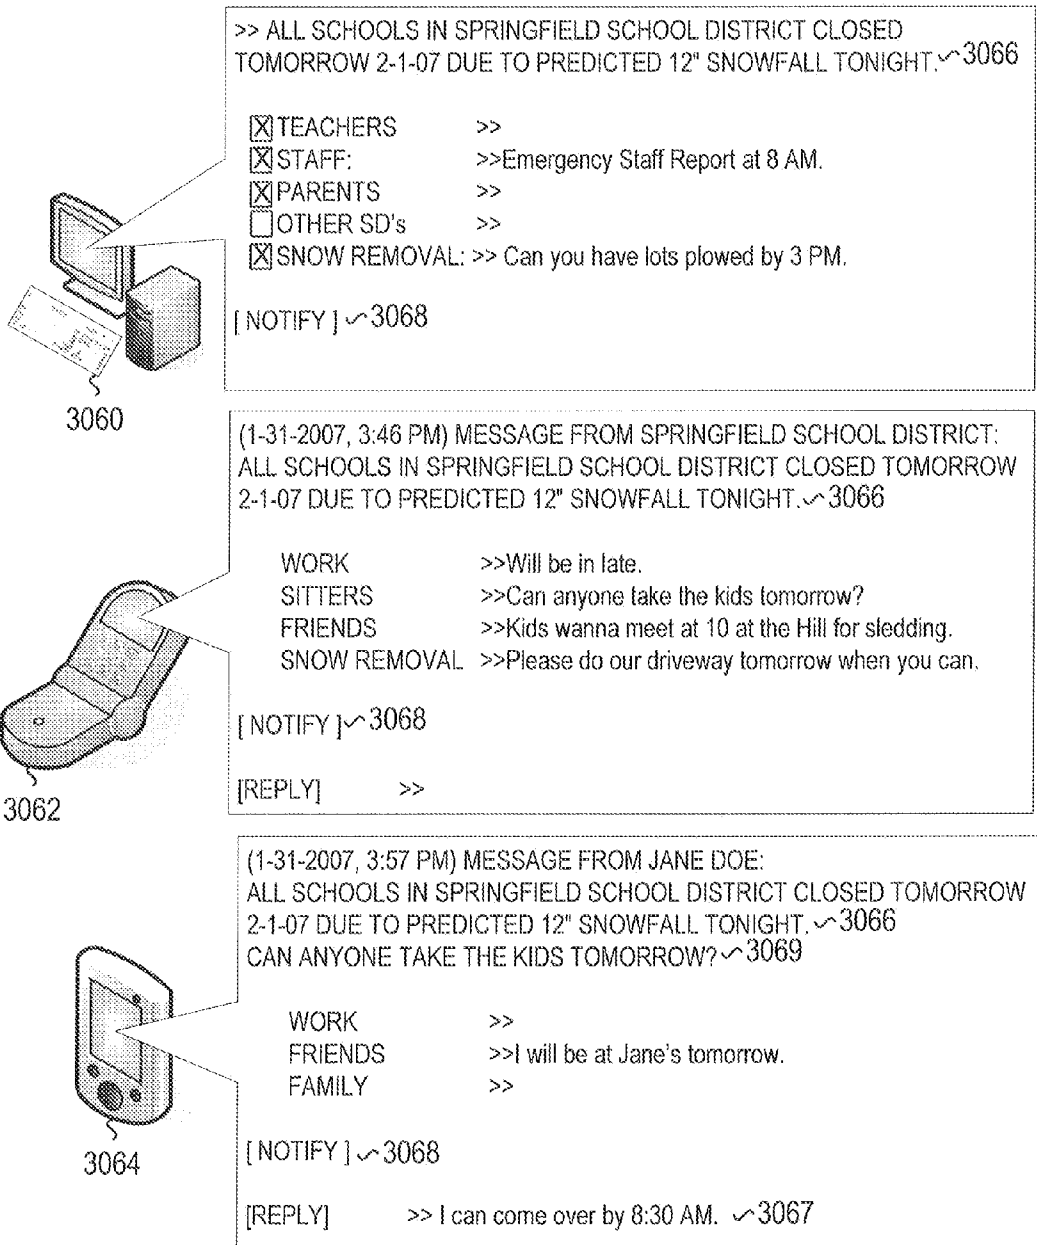 >> ALL SCHOOLS IN SPRINGFIELD SCHOOL DISTRICT CLOSED
TOMORROW 2-1-07 DUE TO PREDICTED 12" SNOWFALL TONIGHT. 3066
[X] TEACHERS >>
[X] STAFF: >>Emergency Staff Report at 8 AM.
[X] PARENTS >>
[ ] OTHER SD's >>
[X] SNOW REMOVAL: >> Can you have lots plowed by 3 PM.
[ NOTIFY ] 3068
3060
(1-31-2007, 3:46 PM) MESSAGE FROM SPRINGFIELD SCHOOL DISTRICT:
ALL SCHOOLS IN SPRINGFIELD SCHOOL DISTRICT CLOSED TOMORROW
2-1-07 DUE TO PREDICTED 12" SNOWFALL TONIGHT. 3066
WORK >>Will be in late.
SITTERS >>Can anyone take the kids tomorrow?
FRIENDS >>Kids wanna meet at 10 at the Hill for sledding.
SNOW REMOVAL >>Please do our driveway tomorrow when you can.
[ NOTIFY ] 3068
[REPLY] >>
3062
(1-31-2007, 3:57 PM) MESSAGE FROM JANE DOE:
ALL SCHOOLS IN SPRINGFIELD SCHOOL DISTRICT CLOSED TOMORROW
2-1-07 DUE TO PREDICTED 12" SNOWFALL TONIGHT. 3066
CAN ANYONE TAKE THE KIDS TOMORROW? 3069
WORK >>
FRIENDS >>I will be at Jane's tomorrow.
FAMILY >>
[ NOTIFY ] 3068
3064
[REPLY] >> I can come over by 8:30 AM. 3067